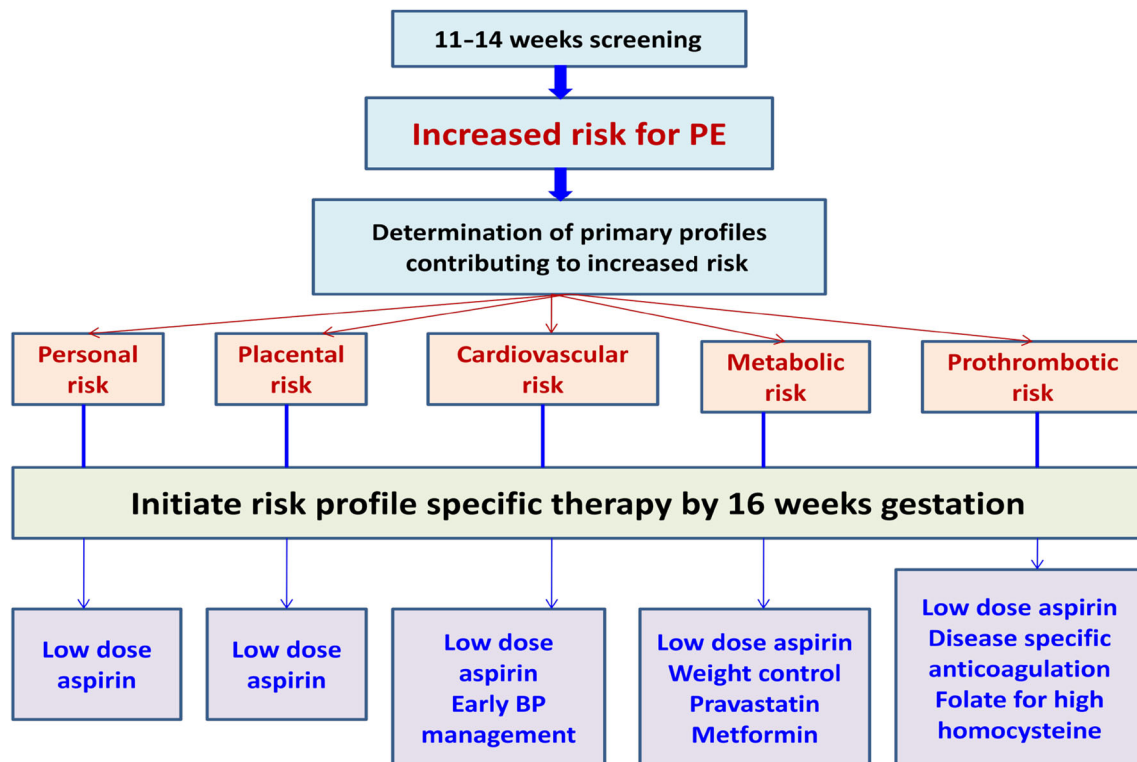 11–14 weeks screening
Increased risk for PE
Determination of primary profiles
contributing to increased risk
Personal
risk
Placental
risk
Cardiovascular
risk
Metabolic
risk
Prothrombotic
risk
Initiate risk profile specific therapy by 16 weeks gestation
Low dose
aspirin
Low dose
aspirin
Low dose
aspirin
Early BP
management
Low dose aspirin
Weight control
Pravastatin
Metformin
Low dose aspirin
Disease specific
anticoagulation
Folate for high
homocysteine